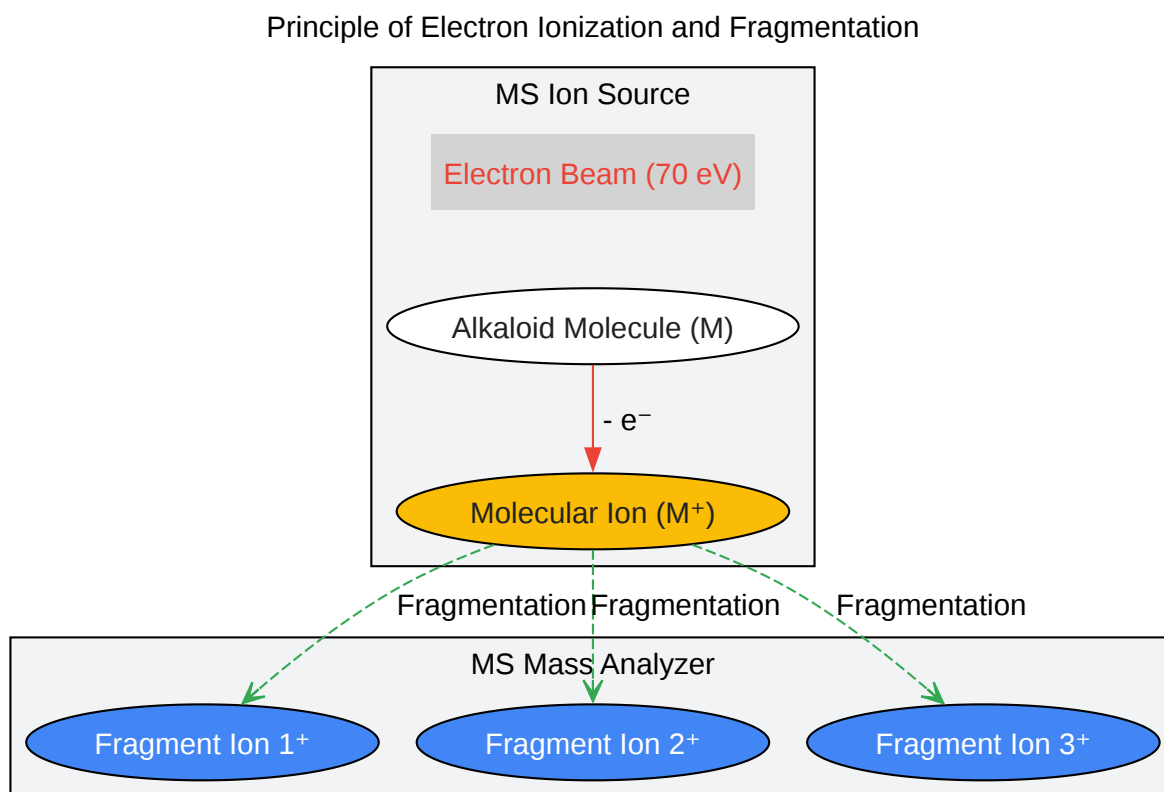 Principle of Electron Ionization and Fragmentation
MS Ion Source
Electron Beam (70 eV)
Alkaloid Molecule (M)
- e⁻
Molecular Ion (M⁺)
Fragmentation
Fragmentation
Fragmentation
MS Mass Analyzer
Fragment Ion 1⁺
Fragment Ion 2⁺
Fragment Ion 3⁺